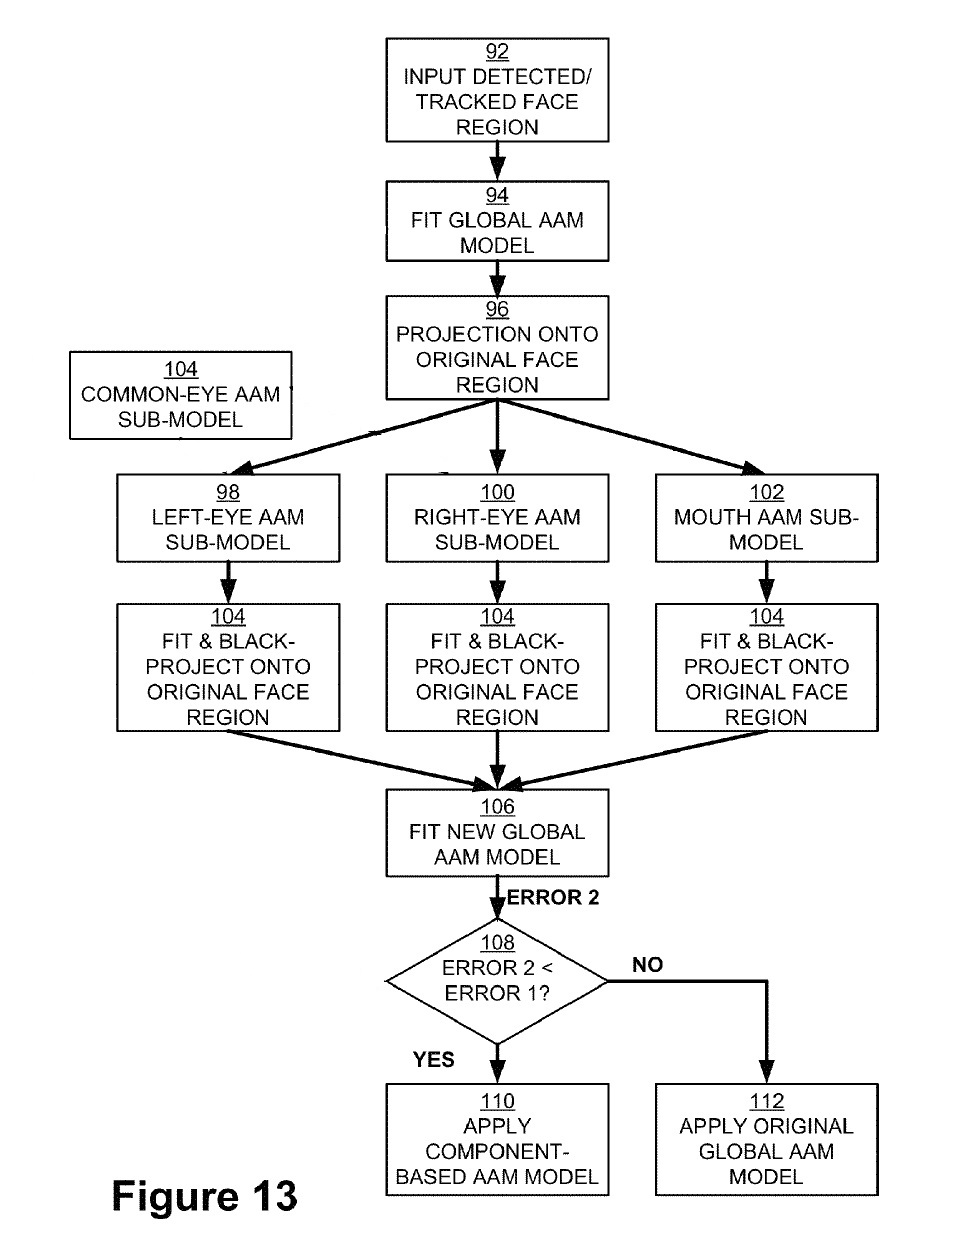 92
INPUT DETECTED/
TRACKED FACE
REGION
94
FIT GLOBAL AAM
MODEL
96
PROJECTION ONTO
ORIGINAL FACE
REGION
104
COMMON-EYE AAM
SUB-MODEL
98
LEFT-EYE AAM
SUB-MODEL
100
RIGHT-EYE AAM
SUB-MODEL
102
MOUTH AAM SUB-
MODEL
104
FIT & BLACK-
PROJECT ONTO
ORIGINAL FACE
REGION
104
FIT & BLACK-
PROJECT ONTO
ORIGINAL FACE
REGION
104
FIT & BLACK-
PROJECT ONTO
ORIGINAL FACE
REGION
106
FIT NEW GLOBAL
AAM MODEL
ERROR 2
108
ERROR 2 <
ERROR 1?
NO
YES
110
APPLY
COMPONENT-
BASED AAM MODEL
112
APPLY ORIGINAL
GLOBAL AAM
MODEL
Figure 13